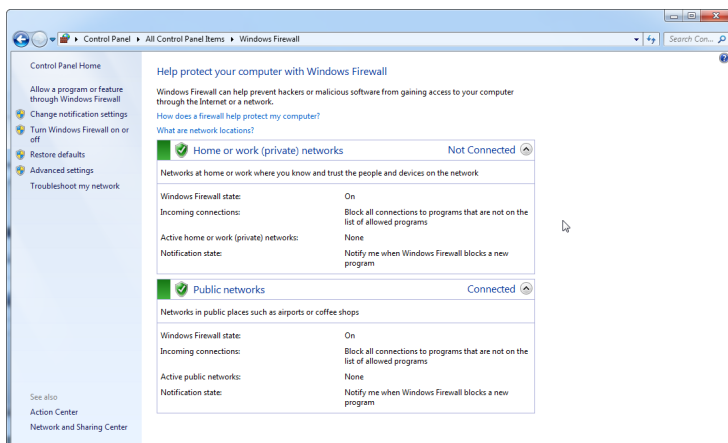 Control Panel ▸ All Control Panel Items ▸ Windows Firewall
Search Con...
Control Panel Home
Allow a program or feature
through Windows Firewall
Change notification settings
Turn Windows Firewall on or
off
Restore defaults
Advanced settings
Troubleshoot my network
See also
Action Center
Network and Sharing Center
Help protect your computer with Windows Firewall
Windows Firewall can help prevent hackers or malicious software from gaining access to your computer
through the Internet or a network.
How does a firewall help protect my computer?
What are network locations?
Home or work (private) networks Not Connected
Networks at home or work where you know and trust the people and devices on the network
Windows Firewall state: On
Incoming connections: Block all connections to programs that are not on the
list of allowed programs
Active home or work (private) networks: None
Notification state: Notify me when Windows Firewall blocks a new
program
Public networks Connected
Networks in public places such as airports or coffee shops
Windows Firewall state: On
Incoming connections: Block all connections to programs that are not on the
list of allowed programs
Active public networks: None
Notification state: Notify me when Windows Firewall blocks a new
program